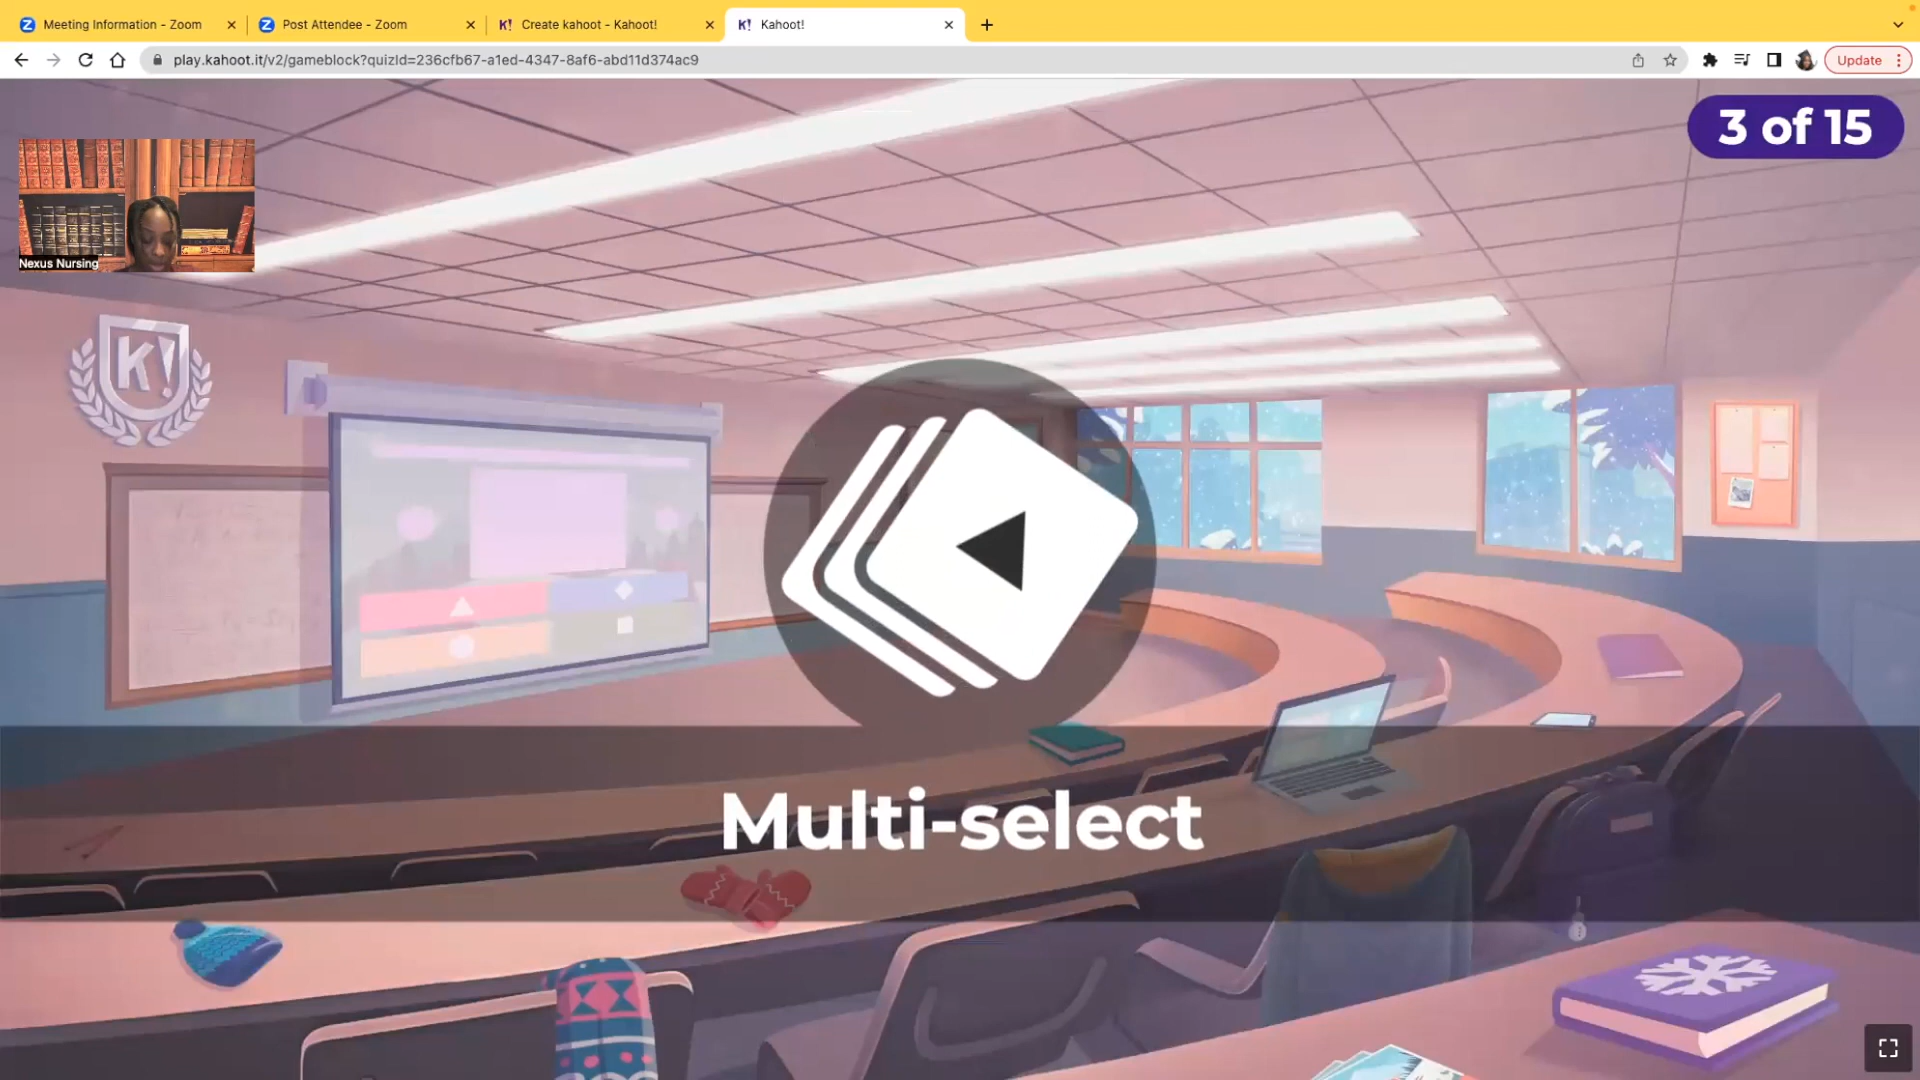 Meeting Information - Zoom
Post Attendee - Zoom
K! Create kahoot - Kahoot!
K! Kahoot!
play.kahoot.it/v2/gameblock?quizId=236cfb67-a1ed-4347-8af6-abd11d374ac9
Update
3 of 15
Nexus Nursing
K!
Multi-select